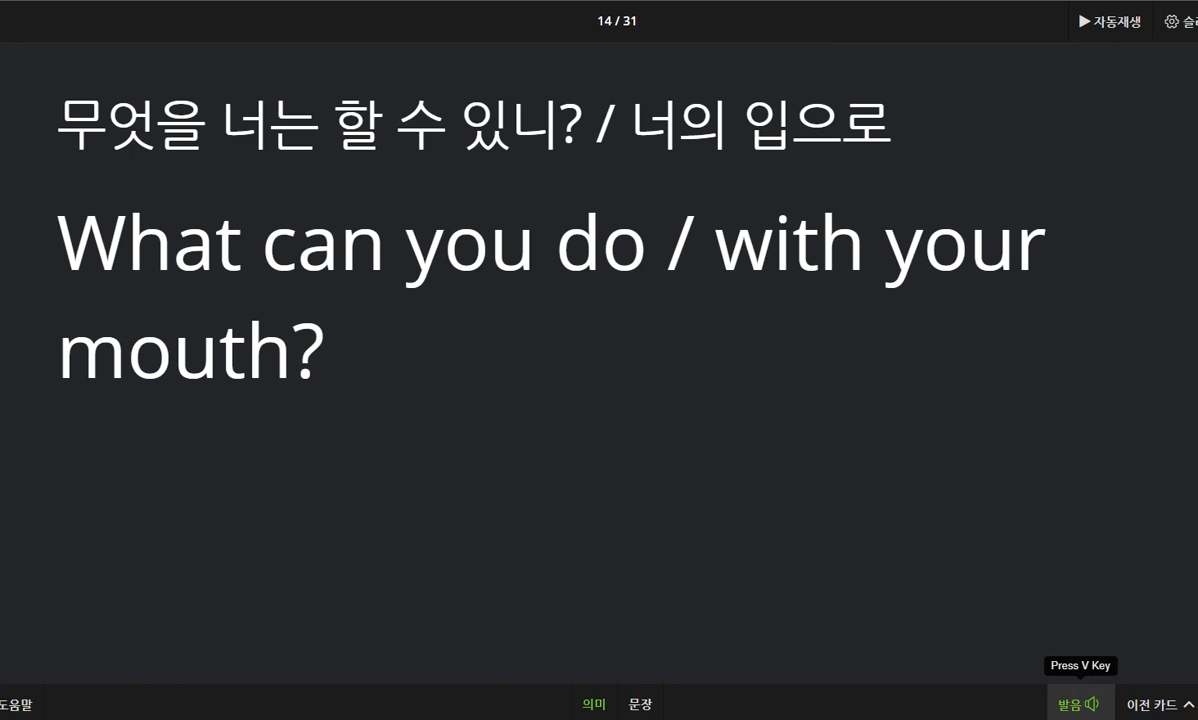 14 / 31
▶ 자동재생
무엇을 너는 할 수 있니? / 너의 입으로
What can you do / with your
mouth?
Press V Key
도움말
의미
문장
발음
이전 카드